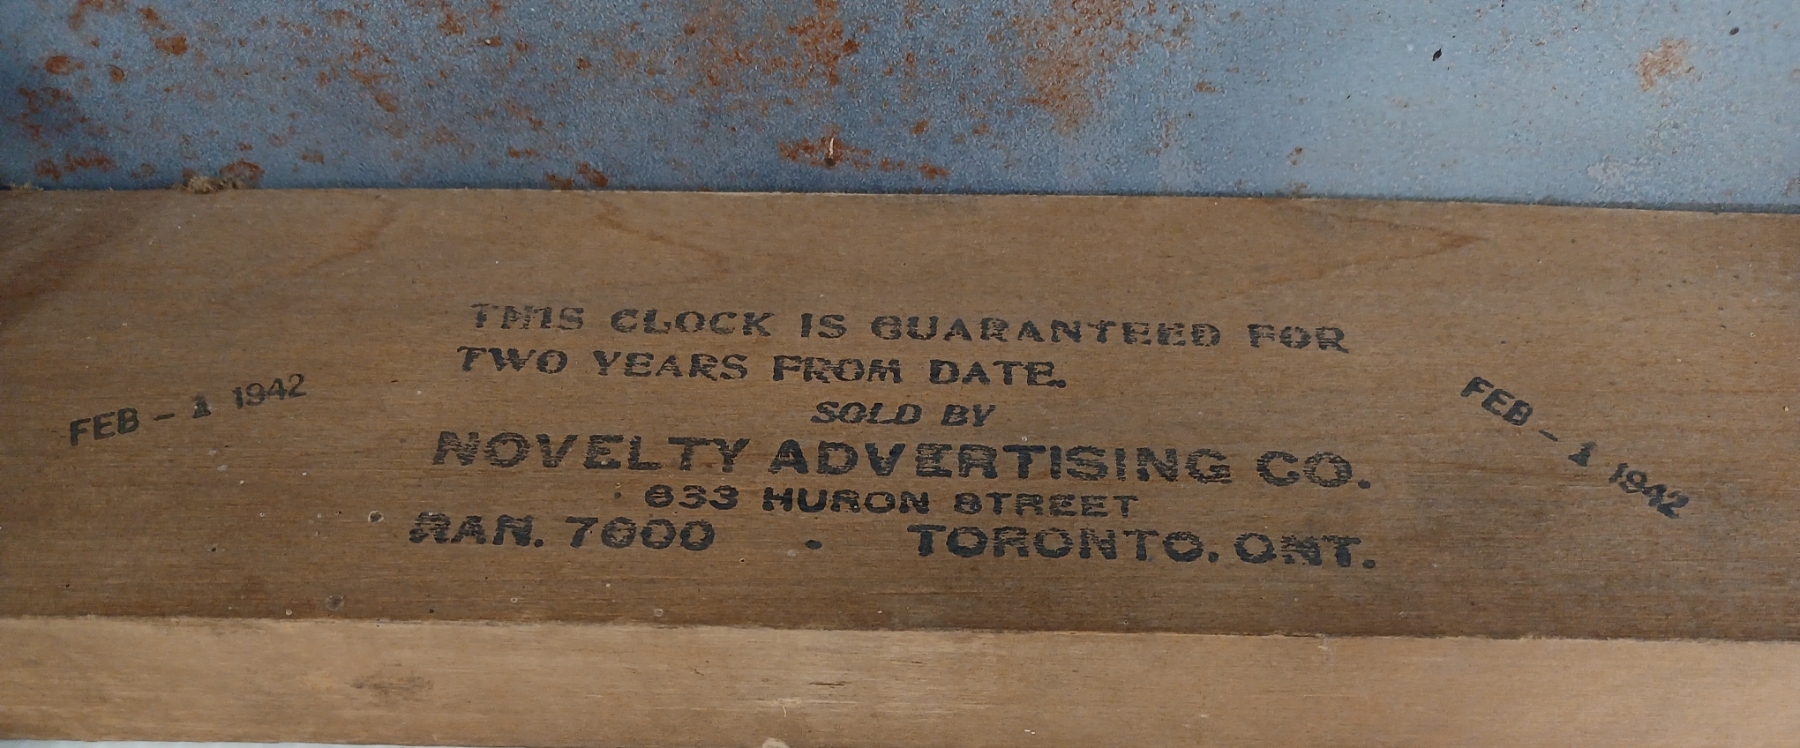 THIS CLOCK IS GUARANTEED FOR
TWO YEARS FROM DATE.
FEB - 1 1942
FEB - 1 1942
SOLD BY
NOVELTY ADVERTISING CO.
633 HURON STREET
RAN. 7000 . TORONTO. ONT.